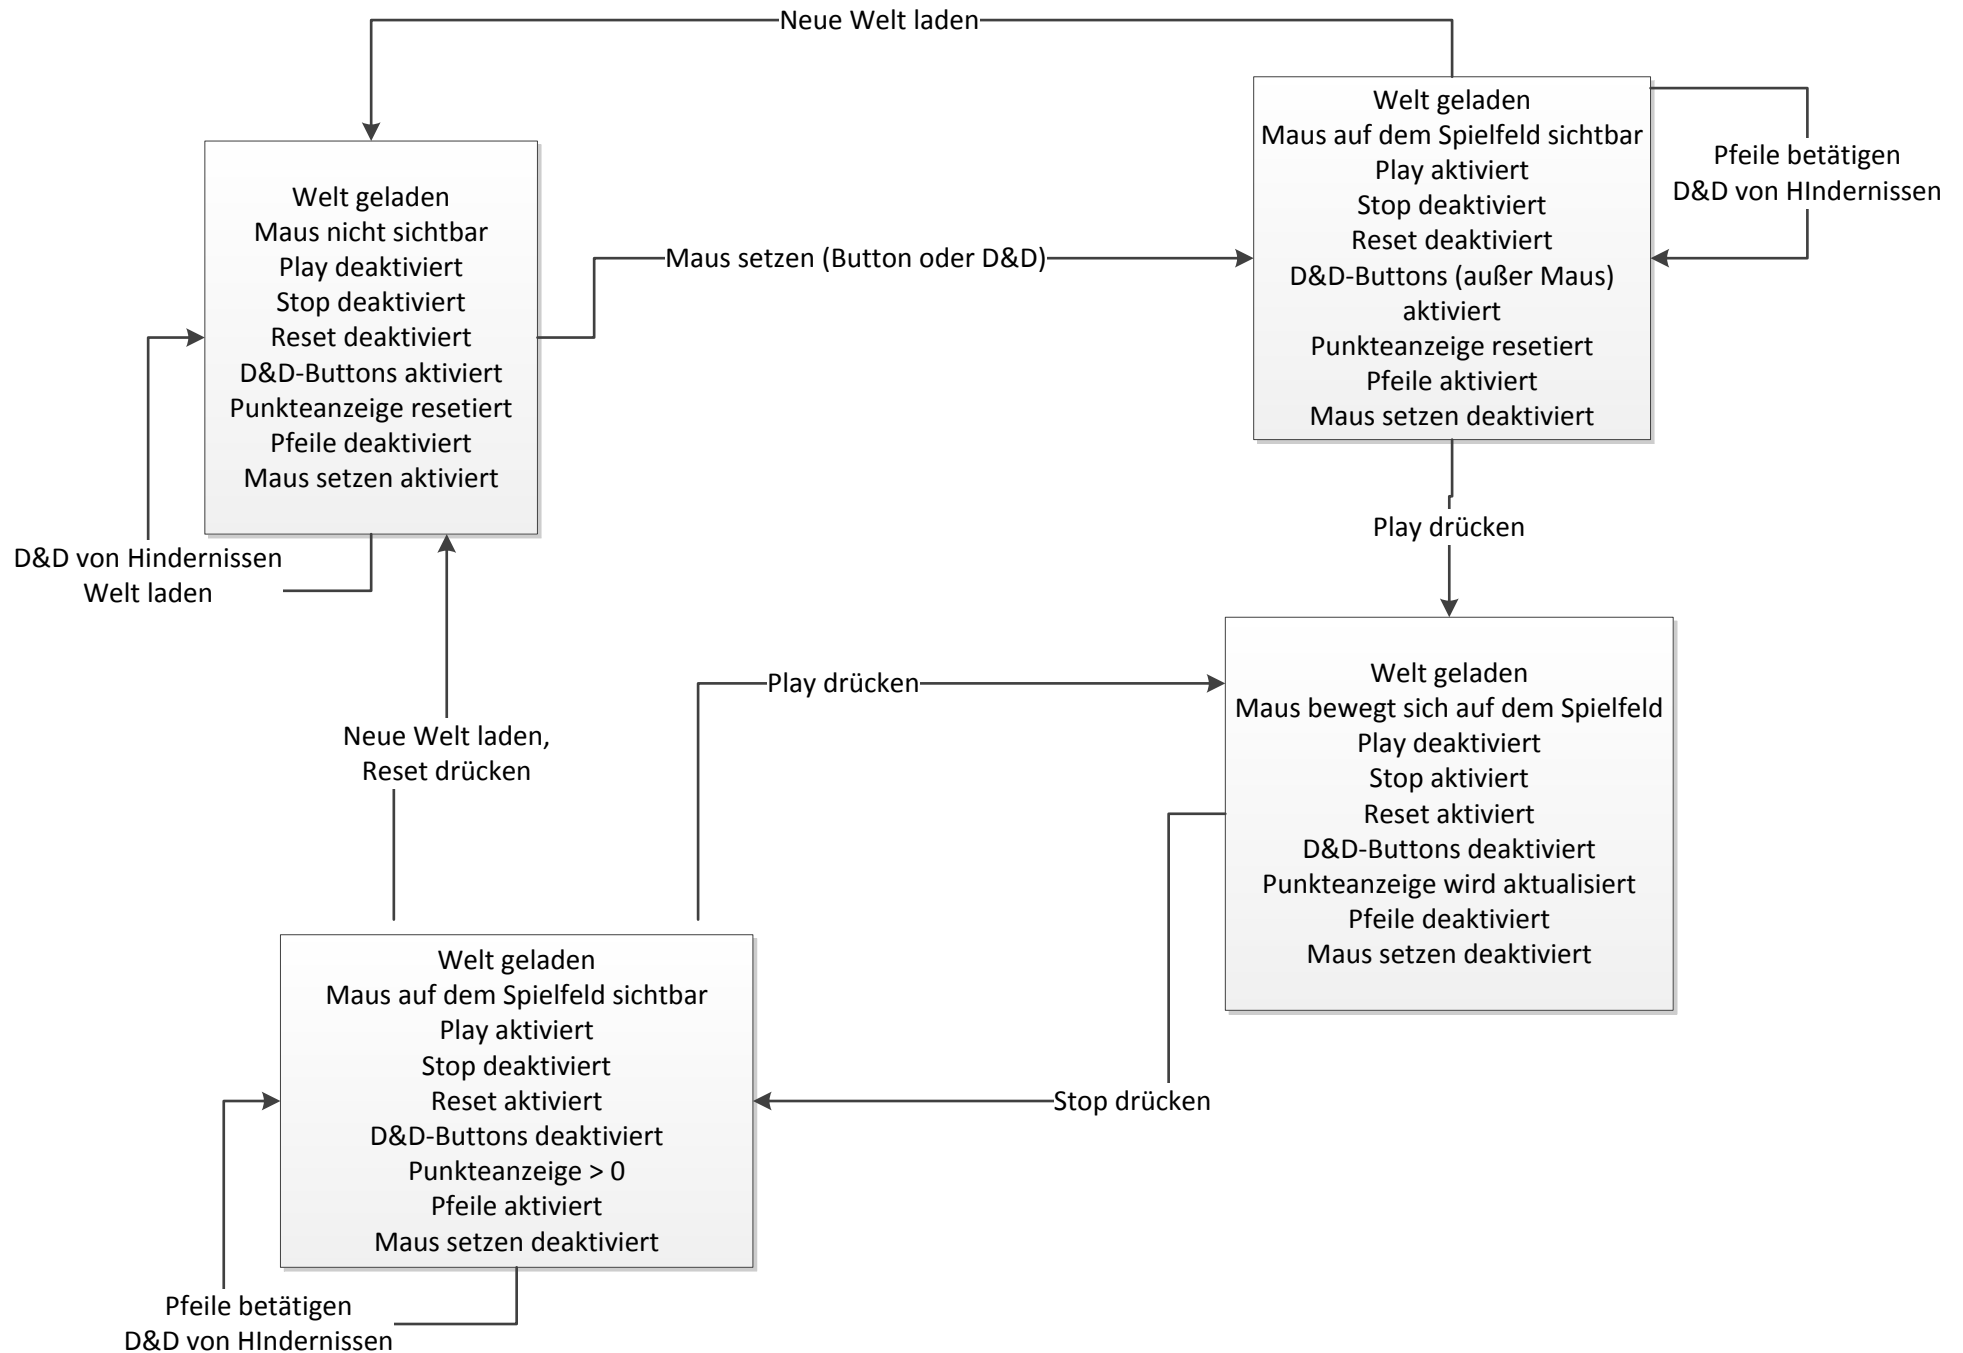 Neue Welt laden
Welt geladen
Maus auf dem Spielfeld sichtbar
Play aktiviert
Stop deaktiviert
Reset deaktiviert
D&D-Buttons (außer Maus)
aktiviert
Punkteanzeige resetiert
Pfeile aktiviert
Maus setzen deaktiviert
Pfeile betätigen
D&D von HIndernissen
Welt geladen
Maus nicht sichtbar
Play deaktiviert
Stop deaktiviert
Reset deaktiviert
D&D-Buttons aktiviert
Punkteanzeige resetiert
Pfeile deaktiviert
Maus setzen aktiviert
Maus setzen (Button oder D&D)
D&D von Hindernissen
Welt laden
Play drücken
Neue Welt laden,
Reset drücken
Play drücken
Welt geladen
Maus bewegt sich auf dem Spielfeld
Play deaktiviert
Stop aktiviert
Reset aktiviert
D&D-Buttons deaktiviert
Punkteanzeige wird aktualisiert
Pfeile deaktiviert
Maus setzen deaktiviert
Welt geladen
Maus auf dem Spielfeld sichtbar
Play aktiviert
Stop deaktiviert
Reset aktiviert
D&D-Buttons deaktiviert
Punkteanzeige > 0
Pfeile aktiviert
Maus setzen deaktiviert
Stop drücken
Pfeile betätigen
D&D von HIndernissen